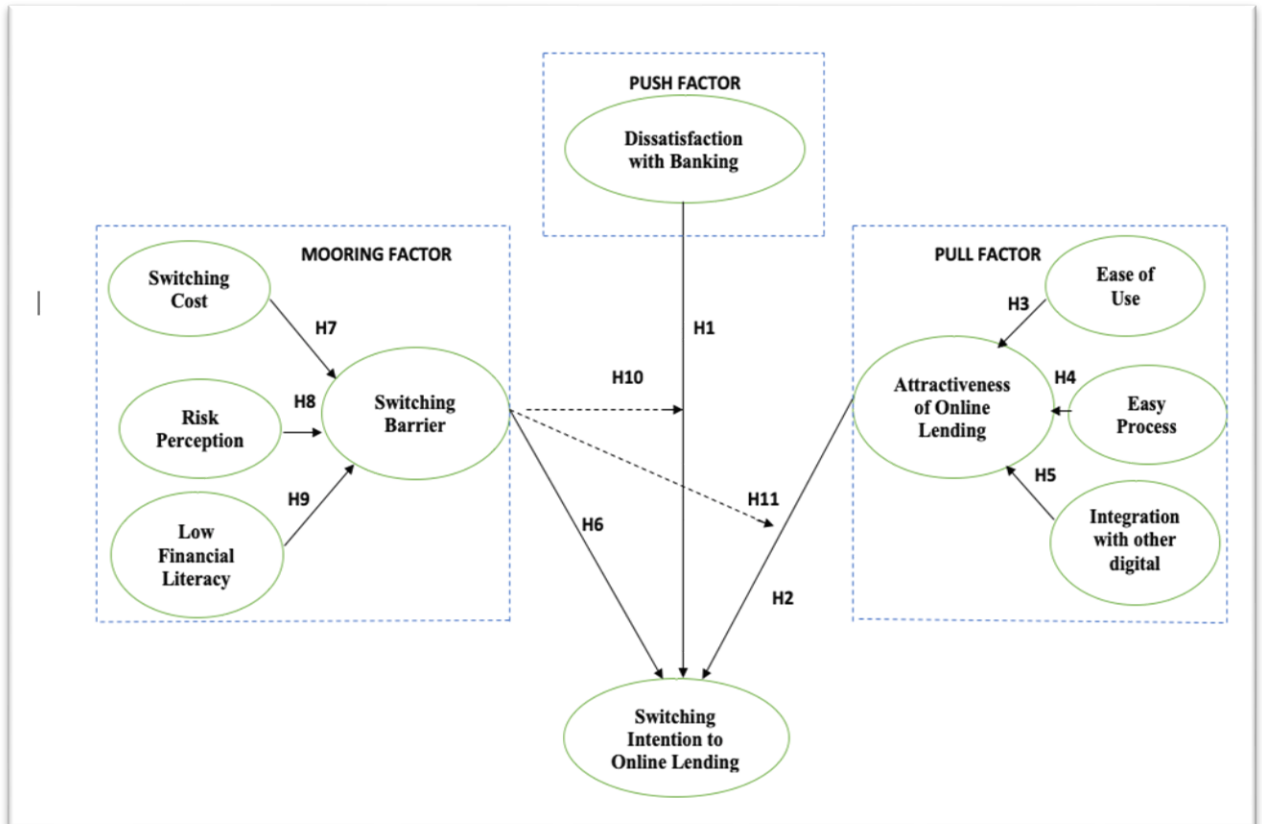 PUSH FACTOR
Dissatisfaction
with Banking
MOORING FACTOR
Switching
Cost
H7
H8
Risk
Perception
H9
Low
Financial
Literacy
Switching
Barrier
H10
H1
H11
H6
H2
PULL FACTOR
Ease of
Use
H3
Attractiveness
of Online
Lending
H4
Easy
Process
H5
Integration
with other
digital
Switching
Intention to
Online Lending